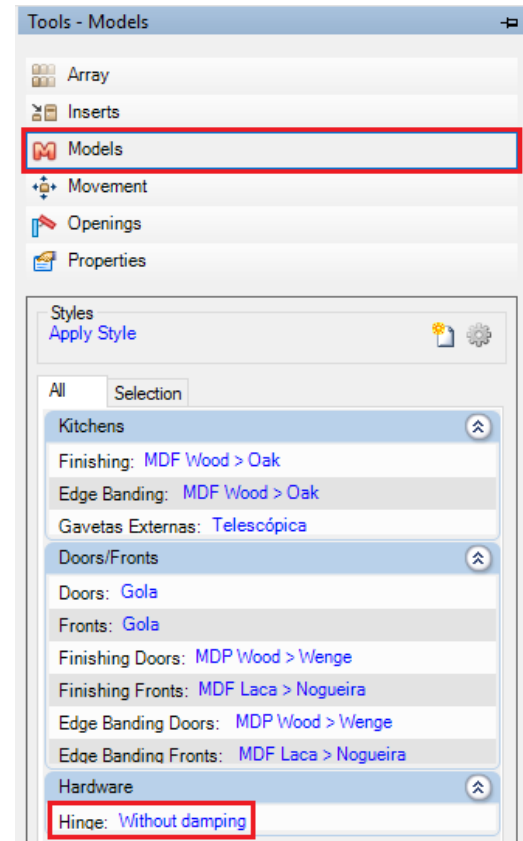 Tools - Models
Array
Inserts
Models
Movement
Openings
Properties
Styles
Apply Style
All Selection
Kitchens
Finishing: MDF Wood > Oak
Edge Banding: MDF Wood > Oak
Gavetas Externas: Telescópica
Doors/Fronts
Doors: Gola
Fronts: Gola
Finishing Doors: MDP Wood > Wenge
Finishing Fronts: MDF Laca > Nogueira
Edge Banding Doors: MDP Wood > Wenge
Edge Banding Fronts: MDF Laca > Nogueira
Hardware
Hinge: Without damping